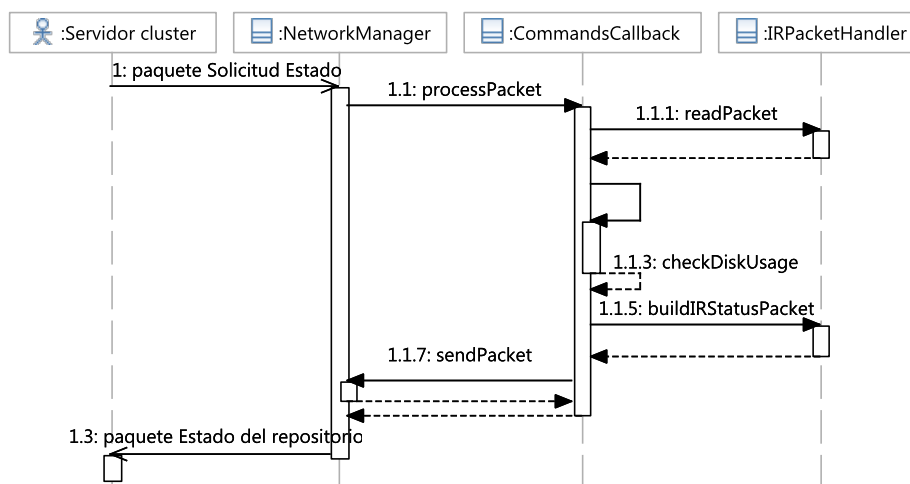 :Servidor cluster
:NetworkManager
:CommandsCallback
:IRPacketHandler
1: paquete Solicitud Estado
1.1: processPacket
1.1.1: readPacket
1.1.3: checkDiskUsage
1.1.5: buildIRStatusPacket
1.1.7: sendPacket
1.3: paquete Estado del repositorio